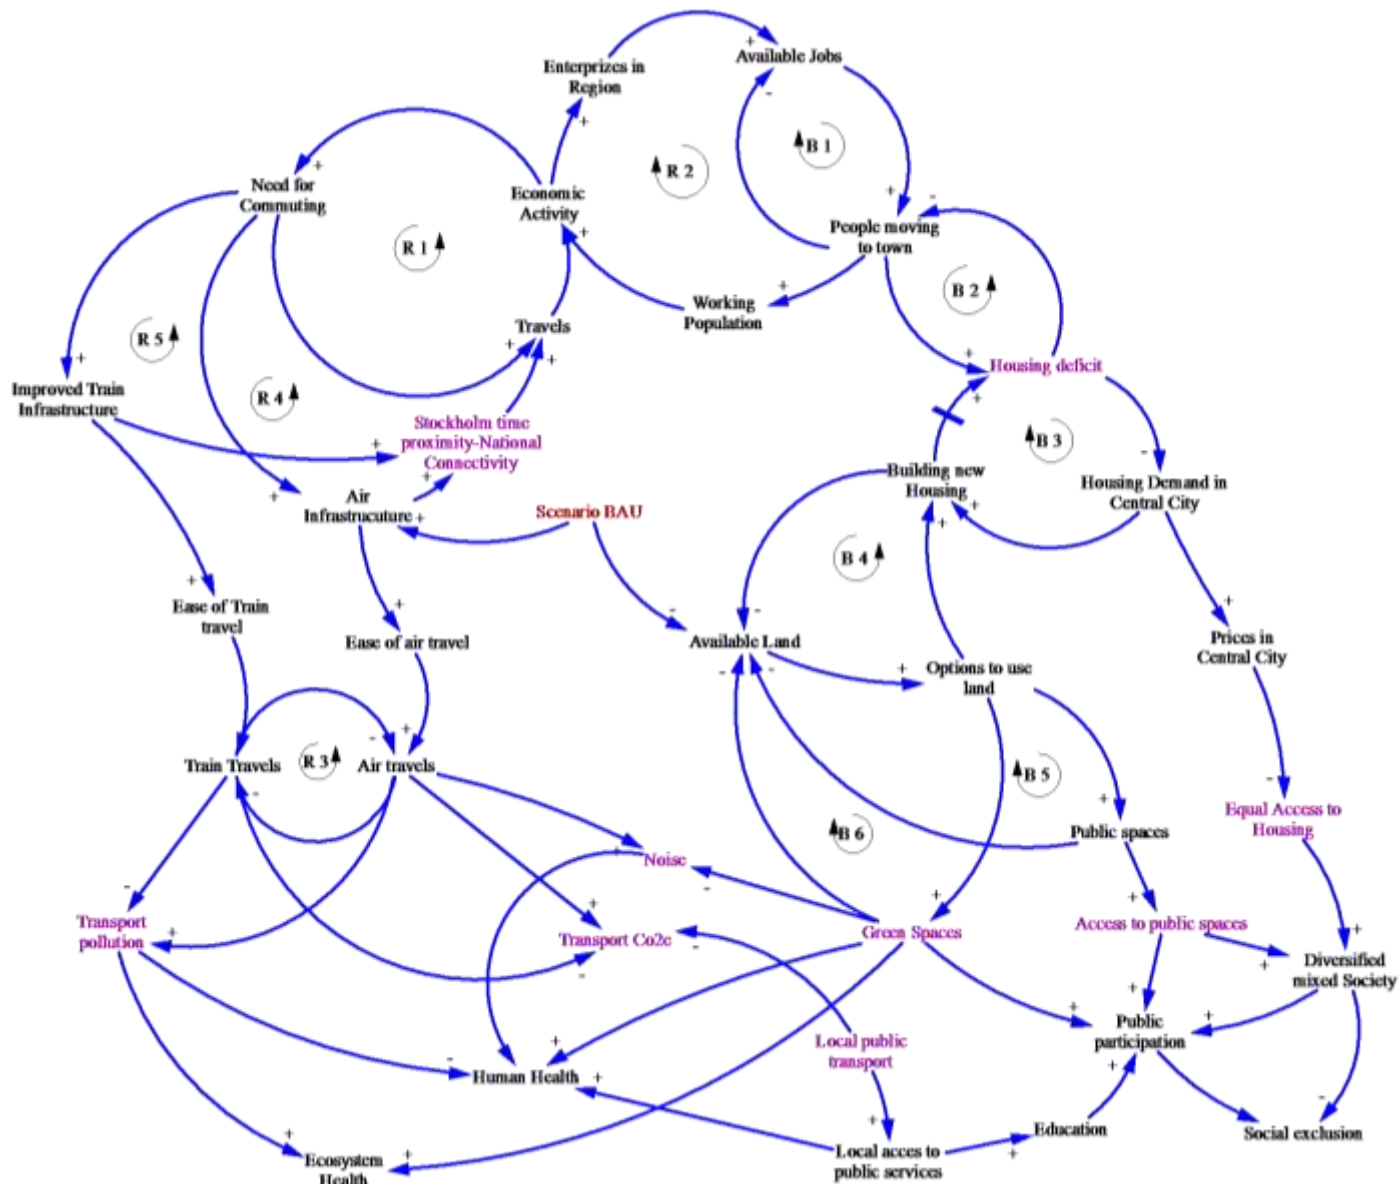 Enterprizes in
Region
+
Available Jobs
+
-
B 1
R 2
+
Need for
Commuting
+
Economic
Activity
+
R 1
+
-
People moving
to town
B 2
+
Working
Population
Travels
+
+
R 5
+
Improved Train
Infrastructure
R 4
+
Housing deficit
+
Stockholm time
proximity-National
Connectivity
+
+
B 3
-
Building new
Housing
+
+
Housing Demand in
Central City
+
Air
Infrastrucuture
+
Scenario BAU
B 4
+
Ease of Train
travel
+
Ease of air travel
-
-
Available Land
-
-
+
Options to use
land
+
Prices in
Central City
Train Travels
R 3
-
+
Air travels
B 5
-
+
B 6
+
Public spaces
-
Equal Access to
Housing
+
Noise
-
-
Transport
pollution
+
+
Transport Co2e
-
-
+
Green Spaces
+
Access to public spaces
+
+
Diversified
mixed Society
+
+
Local public
transport
+
+
Public
participation
+
-
Human Health
+
+
Local acces to
public services
+
Education
+
-
Social exclusion
+
Ecosystem
Health
+